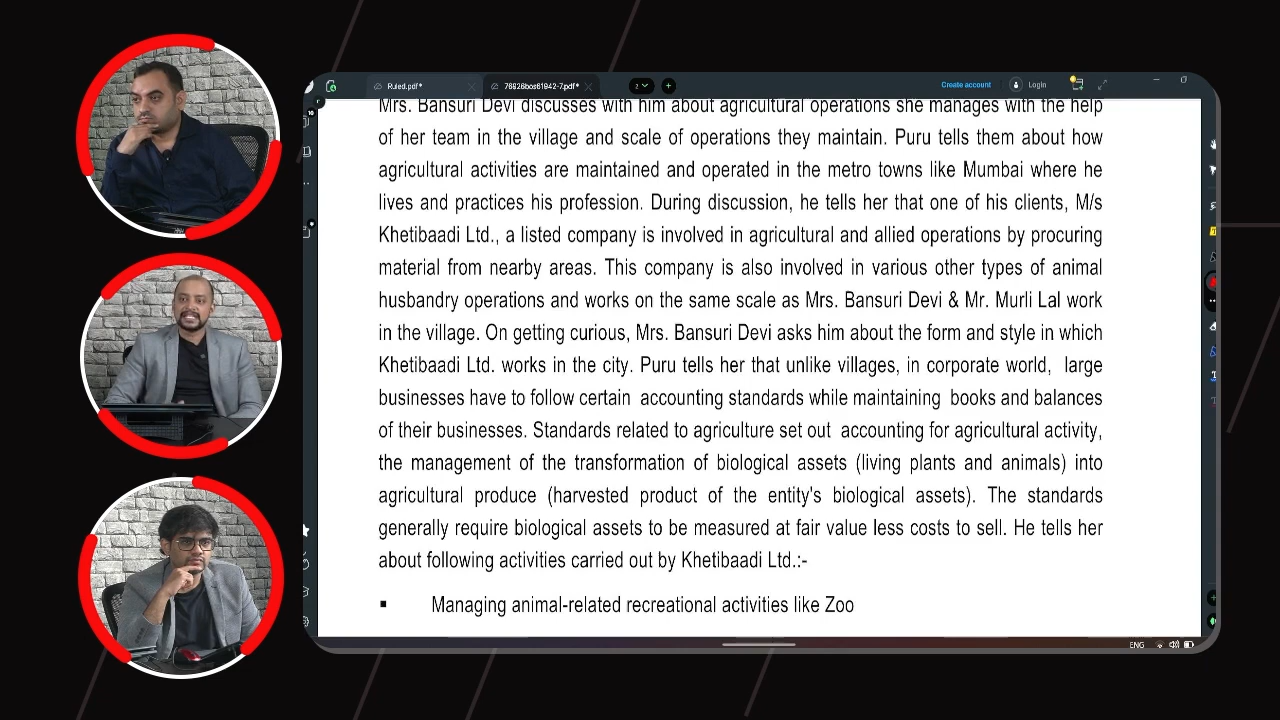 Ruled.pdf*
76926bos61942-7.pdf*
2
Create account
Login
Mrs. Bansuri Devi discusses with him about agricultural operations she manages with the help
of her team in the village and scale of operations they maintain. Puru tells them about how
agricultural activities are maintained and operated in the metro towns like Mumbai where he
lives and practices his profession. During discussion, he tells her that one of his clients, M/s
Khetibaadi Ltd., a listed company is involved in agricultural and allied operations by procuring
material from nearby areas. This company is also involved in various other types of animal
husbandry operations and works on the same scale as Mrs. Bansuri Devi & Mr. Murli Lal work
in the village. On getting curious, Mrs. Bansuri Devi asks him about the form and style in which
Khetibaadi Ltd. works in the city. Puru tells her that unlike villages, in corporate world, large
businesses have to follow certain accounting standards while maintaining books and balances
of their businesses. Standards related to agriculture set out accounting for agricultural activity,
the management of the transformation of biological assets (living plants and animals) into
agricultural produce (harvested product of the entity's biological assets). The standards
generally require biological assets to be measured at fair value less costs to sell. He tells her
about following activities carried out by Khetibaadi Ltd.:-
▪ Managing animal-related recreational activities like Zoo
ENG